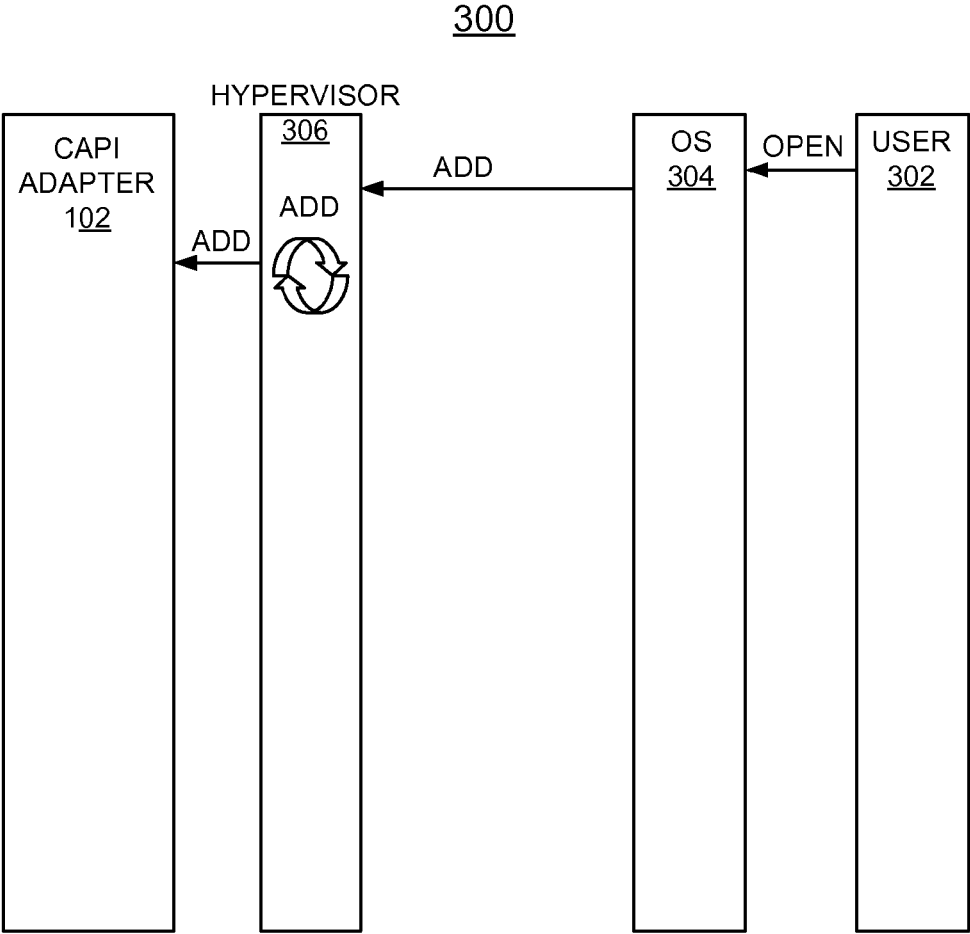 300
HYPERVISOR
306
CAPI
ADAPTER
102
OS
304
USER
302
OPEN
ADD
ADD
ADD